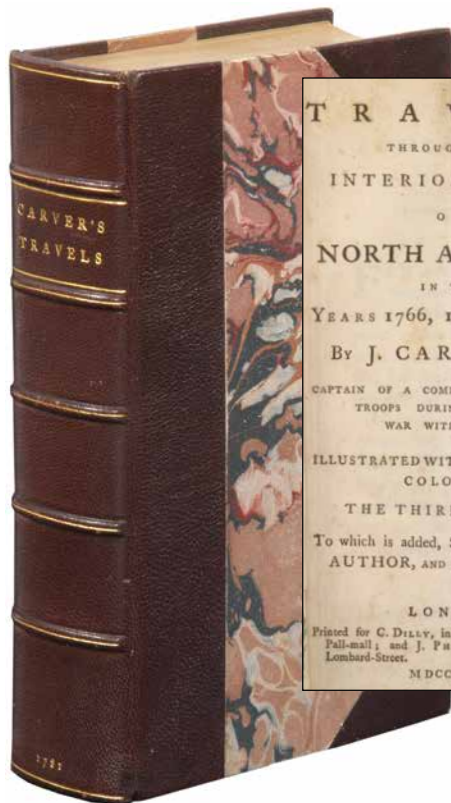 CARVER'S
TRAVELS
1781
TRAV
THROUG
INTERIO
O
NORTH A
IN
YEARS 1766, 1
BY J. CAR
CAPTAIN OF A COM
TROOPS DURIN
WAR WIT
ILLUSTRATED WIT
COLO
THE THIR
To which is added,
AUTHOR, AND
LON
Printed for C. DILLY, in
Pall-mall; and J. PH
Lombard-Street.
MDCC